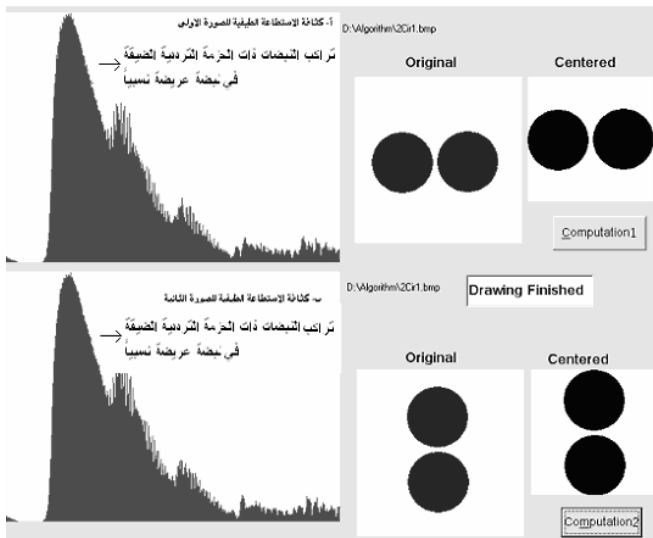 أ- كثافة الاستطاعة الطيفية للصورة الاولى
تراكب النبضات ذات الحزمة الترددية الضيقة
في نبضة عريضة نسبياً
D:\Algorithm\2Cir1.bmp
Original
Centered
Computation1
ب- كثافة الاستطاعة الطيفية للصورة الثانية
تراكب النبضات ذات الحزمة الترددية الضيقة
في نبضة عريضة نسبياً
D:\Algorithm\2Cir1.bmp
Drawing Finished
Original
Centered
Computation2